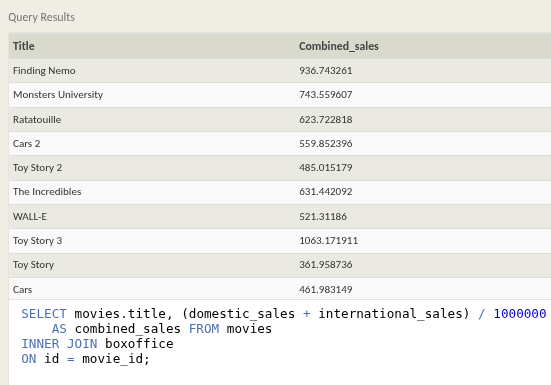 Query Results
Title Combined_sales
Finding Nemo 936.743261
Monsters University 743.559607
Ratatouille 623.722818
Cars 2 559.852396
Toy Story 2 485.015179
The Incredibles 631.442092
WALL-E 521.31186
Toy Story 3 1063.171911
Toy Story 361.958736
Cars 461.983149
SELECT movies.title, (domestic_sales + international_sales) / 1000000
    AS combined_sales FROM movies
INNER JOIN boxoffice
ON id = movie_id;